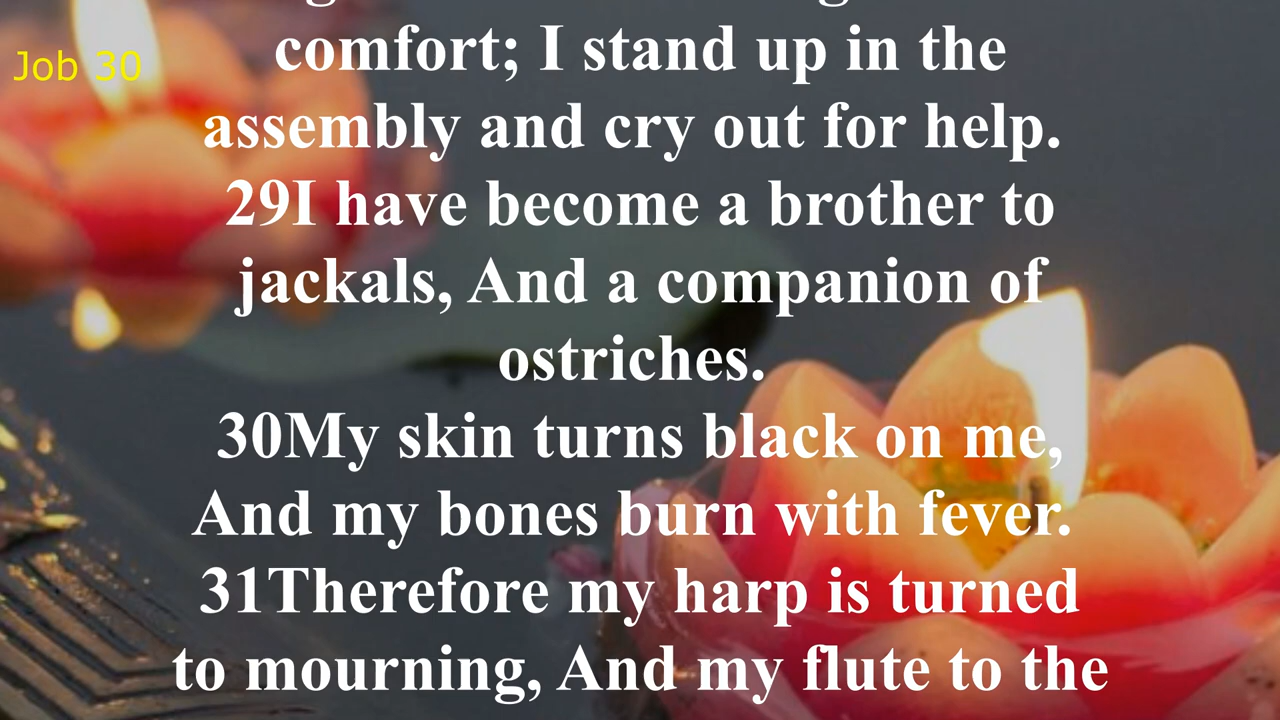 Job 30
comfort; I stand up in the
assembly and cry out for help.
29I have become a brother to
jackals, And a companion of
ostriches.
30My skin turns black on me,
And my bones burn with fever.
31Therefore my harp is turned
to mourning, And my flute to the